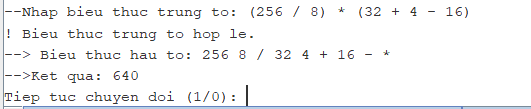 --Nhap bieu thuc trung to: (256 / 8) * (32 + 4 - 16)
! Bieu thuc trung to hop le.
--> Bieu thuc hau to: 256 8 / 32 4 + 16 - *
-->Ket qua: 640
Tiep tuc chuyen doi (1/0):